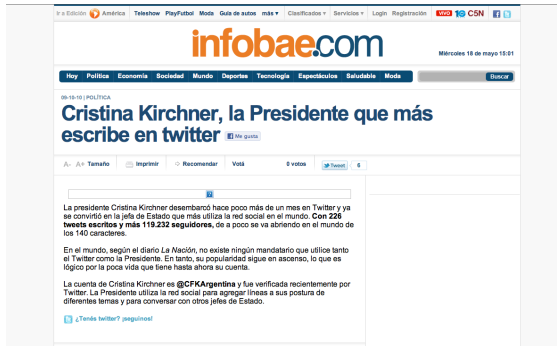 Ir a Edición América Teleshow PlayFutbol Moda Guía de autos más ▾ Clasificados ▾ Servicios ▾ Login Registración VIVO 10 C5N
infobae.com
Miércoles 18 de mayo 15:01
Hoy Política Economía Sociedad Mundo Deportes Tecnología Espectáculos Saludable Moda Buscar
09-10-10 | POLÍTICA
Cristina Kirchner, la Presidente que más
escribe en twitter Me gusta
A- A+ Tamaño Imprimir Recomendar Votá 0 votos Tweet 6
La presidente Cristina Kirchner desembarcó hace poco más de un mes en Twitter y ya
se convirtió en la jefa de Estado que más utiliza la red social en el mundo. Con 226
tweets escritos y más 119.232 seguidores, de a poco se va abriendo en el mundo de
los 140 caracteres.
En el mundo, según el diario La Nación, no existe ningún mandatario que utilice tanto
el Twitter como la Presidente. En tanto, su popularidad sigue en ascenso, lo que es
lógico por la poca vida que tiene hasta ahora su cuenta.
La cuenta de Cristina Kirchner es @CFKArgentina y fue verificada recientemente por
Twitter. La Presidente utiliza la red social para agregar líneas a sus postura de
diferentes temas y para conversar con otros jefes de Estado.
¿Tenés twitter? ¡seguinos!